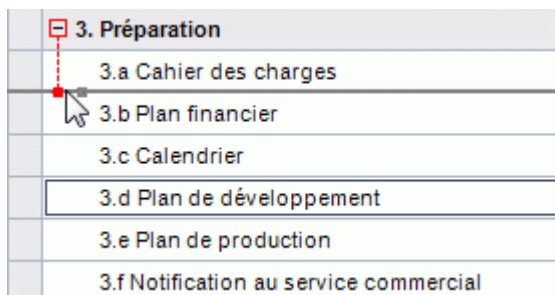 3. Préparation
3.a Cahier des charges
3.b Plan financier
3.c Calendrier
3.d Plan de développement
3.e Plan de production
3.f Notification au service commercial